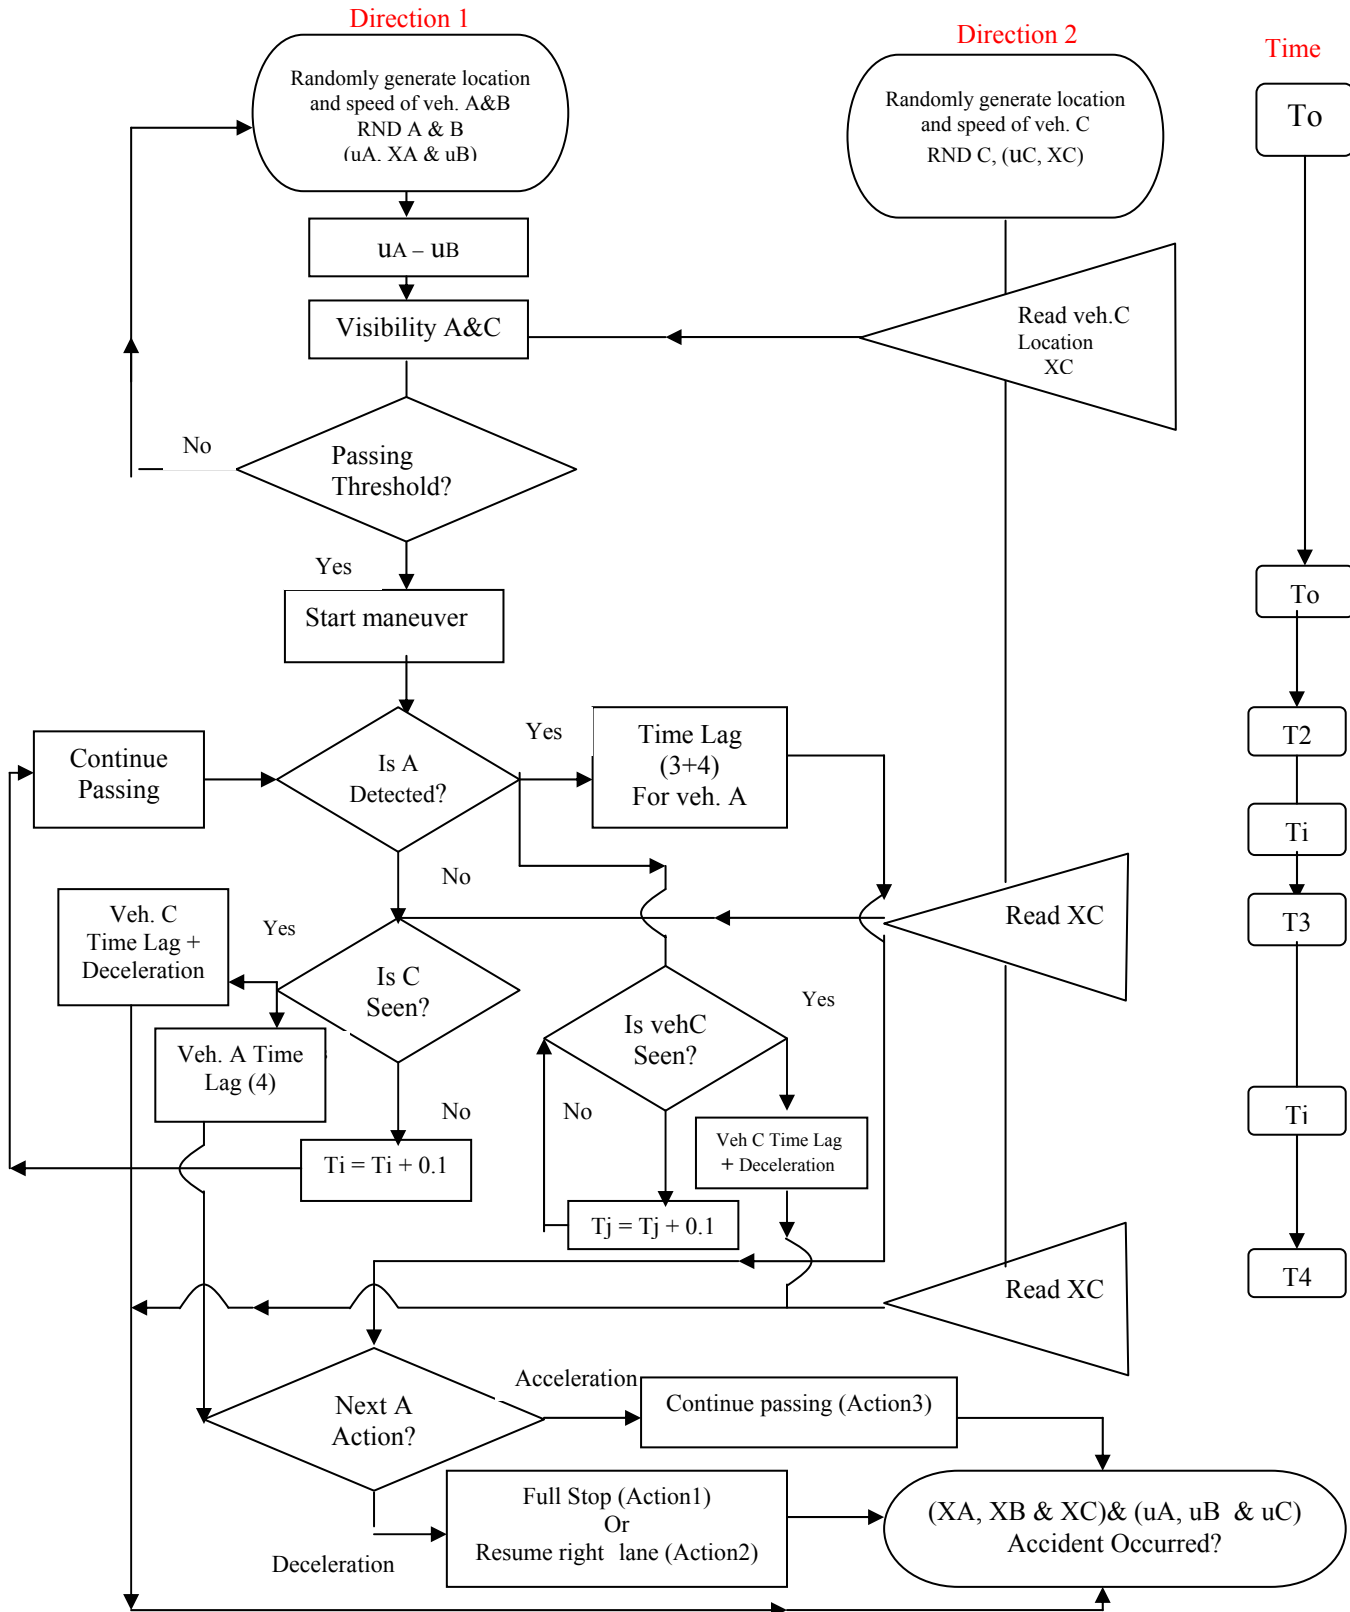 Direction 1
Direction 2
Time
Randomly generate location
and speed of veh. A&B
RND A & B
(uA, XA & uB)
Randomly generate location
and speed of veh. C
RND C, (uC, XC)
To
uA – uB
Visibility A&C
Read veh.C
Location
XC
No
Passing
Threshold?
Yes
Start maneuver
To
Continue
Passing
Is A
Detected?
Yes
Time Lag
(3+4)
For veh. A
T2
Ti
No
Veh. C
Time Lag +
Deceleration
Yes
Is C
Seen?
Read XC
T3
Is vehC
Seen?
Yes
Veh. A Time
Lag (4)
No
No
Veh C Time Lag
+ Deceleration
Tj
Ti = Ti + 0.1
Tj = Tj + 0.1
Read XC
T4
Next A
Action?
Acceleration
Continue passing (Action3)
Deceleration
Full Stop (Action1)
Or
Resume right lane (Action2)
(XA, XB & XC)& (uA, uB & uC)
Accident Occurred?